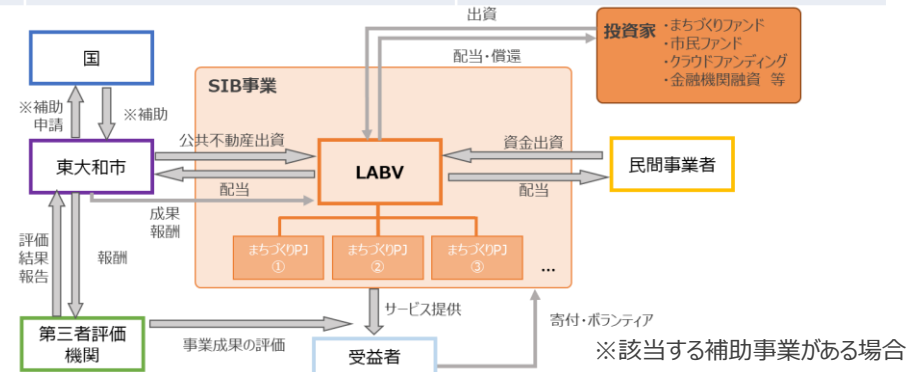 出資
投資家
・まちづくりファンド
・市民ファンド
・クラウドファンディング
・金融機関融資 等
配当・償還
国
SIB事業
※補助
申請
※補助
公共不動産出資
資金出資
東大和市
LABV
民間事業者
配当
配当
成果
報酬
評価
結果
報告
報酬
まちづくりPJ
①
まちづくりPJ
②
まちづくりPJ
③
…
サービス提供
寄付・ボランティア
第三者評価
機関
事業成果の評価
受益者
※該当する補助事業がある場合